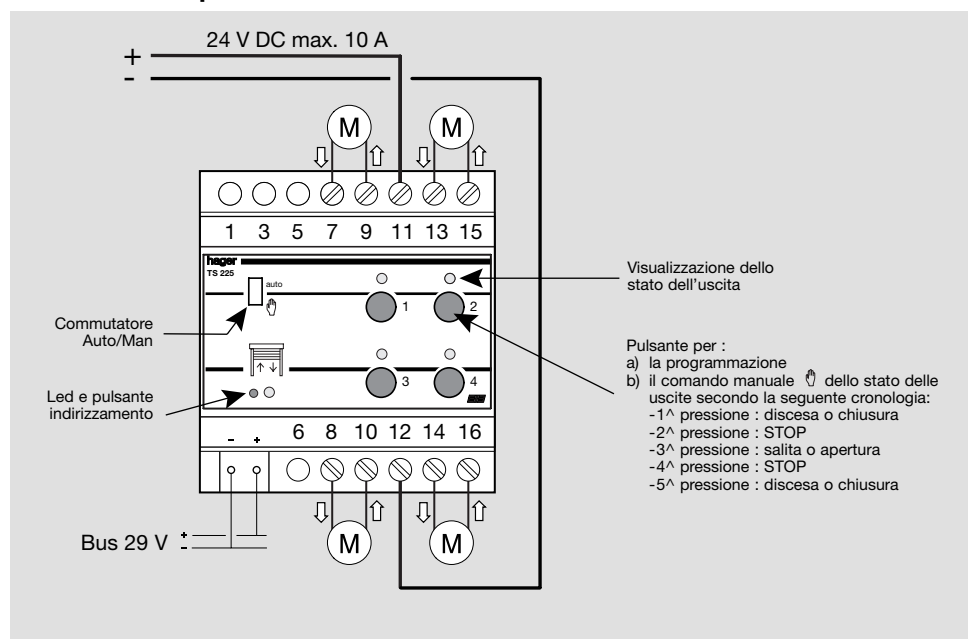 24 V DC max. 10 A
+
-
M
M
1 3 5 7 9 11 13 15
hager
TS 225
auto
1
2
3
4
Commutatore
Auto/Man
Led e pulsante
indirizzamento
Visualizzazione dello
stato dell'uscita
Pulsante per :
a) la programmazione
b) il comando manuale dello stato delle
uscite secondo la seguente cronologia:
-1^ pressione : discesa o chiusura
-2^ pressione : STOP
-3^ pressione : salita o apertura
-4^ pressione : STOP
-5^ pressione : discesa o chiusura
- + 6 8 10 12 14 16
M
M
Bus 29 V + -